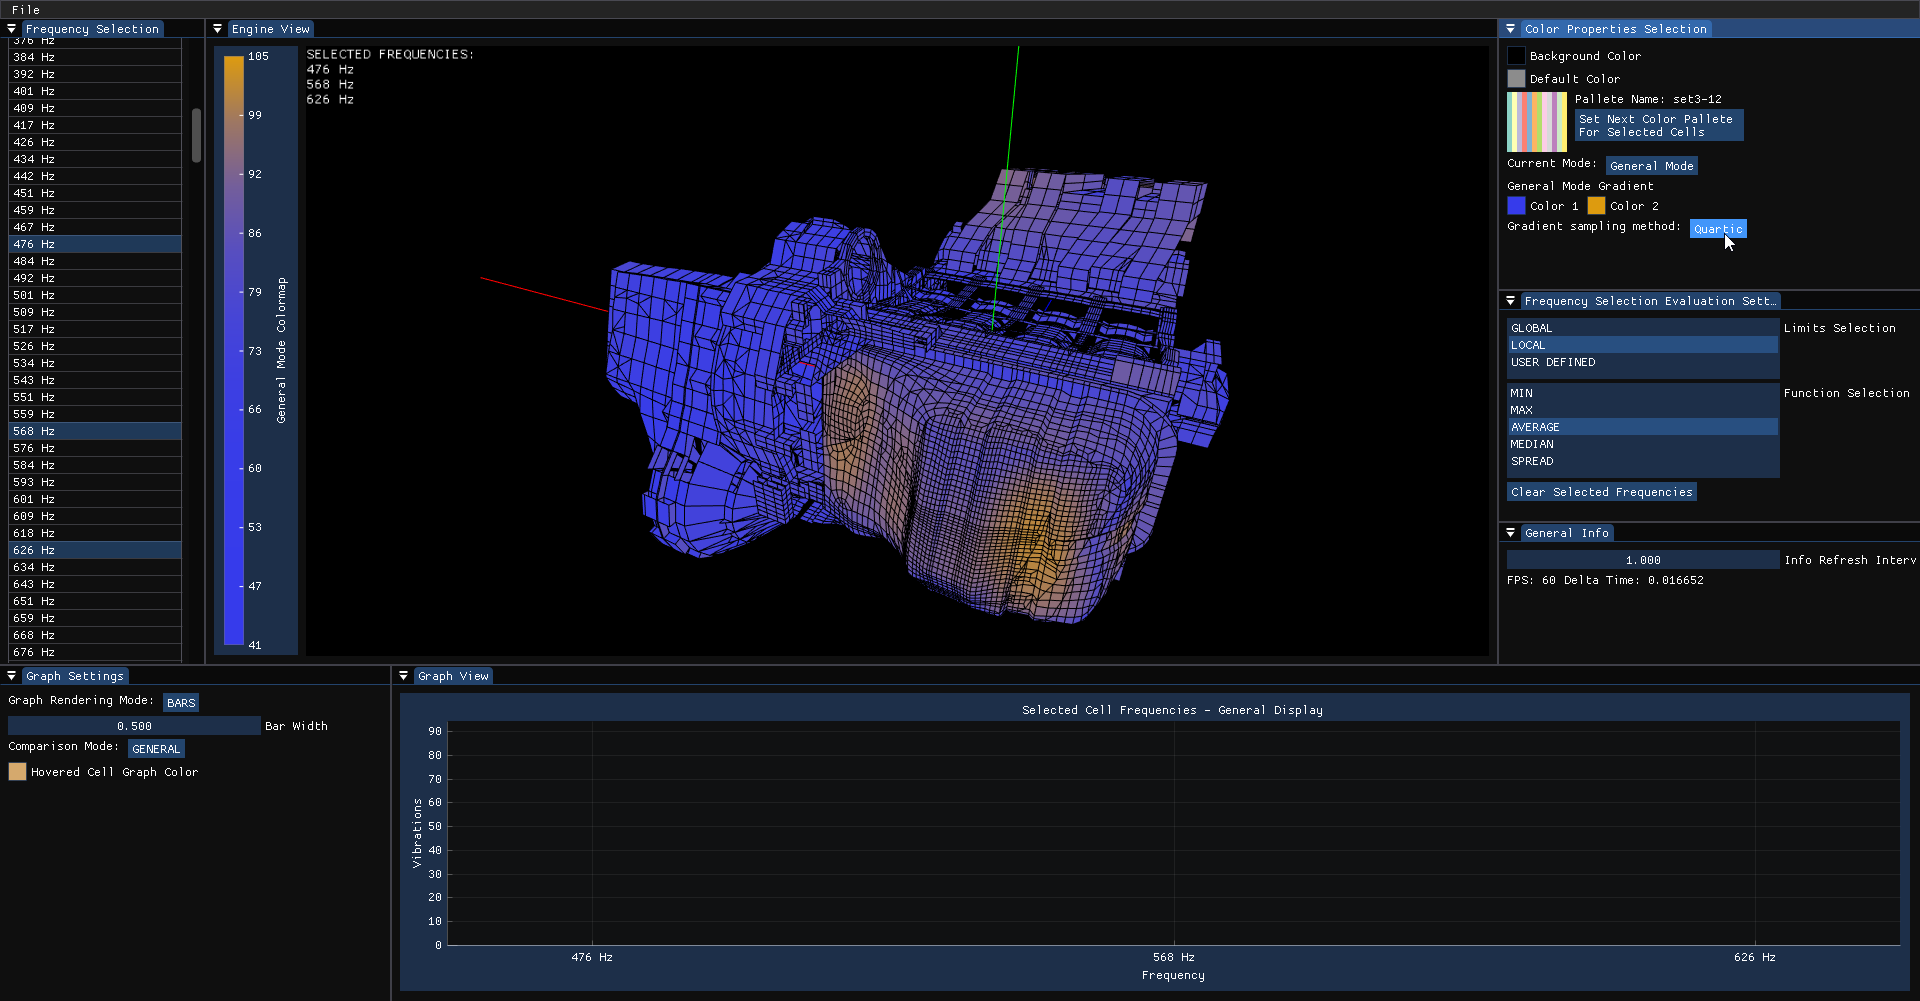 File
Frequency Selection
376 Hz
384 Hz
392 Hz
401 Hz
409 Hz
417 Hz
426 Hz
434 Hz
442 Hz
451 Hz
459 Hz
467 Hz
476 Hz
484 Hz
492 Hz
501 Hz
509 Hz
517 Hz
526 Hz
534 Hz
543 Hz
551 Hz
559 Hz
568 Hz
576 Hz
584 Hz
593 Hz
601 Hz
609 Hz
618 Hz
626 Hz
634 Hz
643 Hz
651 Hz
659 Hz
668 Hz
676 Hz
Engine View
105
99
92
86
79
73
66
60
53
47
41
General Mode Colormap
SELECTED FREQUENCIES:
476 Hz
568 Hz
626 Hz
Color Properties Selection
Background Color
Default Color
Pallete Name: set3-12
Set Next Color Pallete
For Selected Cells
Current Mode: General Mode
General Mode Gradient
Color 1 Color 2
Gradient sampling method: Quartic
Frequency Selection Evaluation Sett…
GLOBAL
LOCAL
USER DEFINED
Limits Selection
MIN
MAX
AVERAGE
MEDIAN
SPREAD
Function Selection
Clear Selected Frequencies
General Info
1.000 Info Refresh Interv
FPS: 60 Delta Time: 0.016652
Graph Settings
Graph Rendering Mode: BARS
0.500 Bar Width
Comparison Mode: GENERAL
Hovered Cell Graph Color
Graph View
Selected Cell Frequencies - General Display
90
80
70
60
50
40
30
20
10
0
Vibrations
476 Hz 568 Hz 626 Hz
Frequency